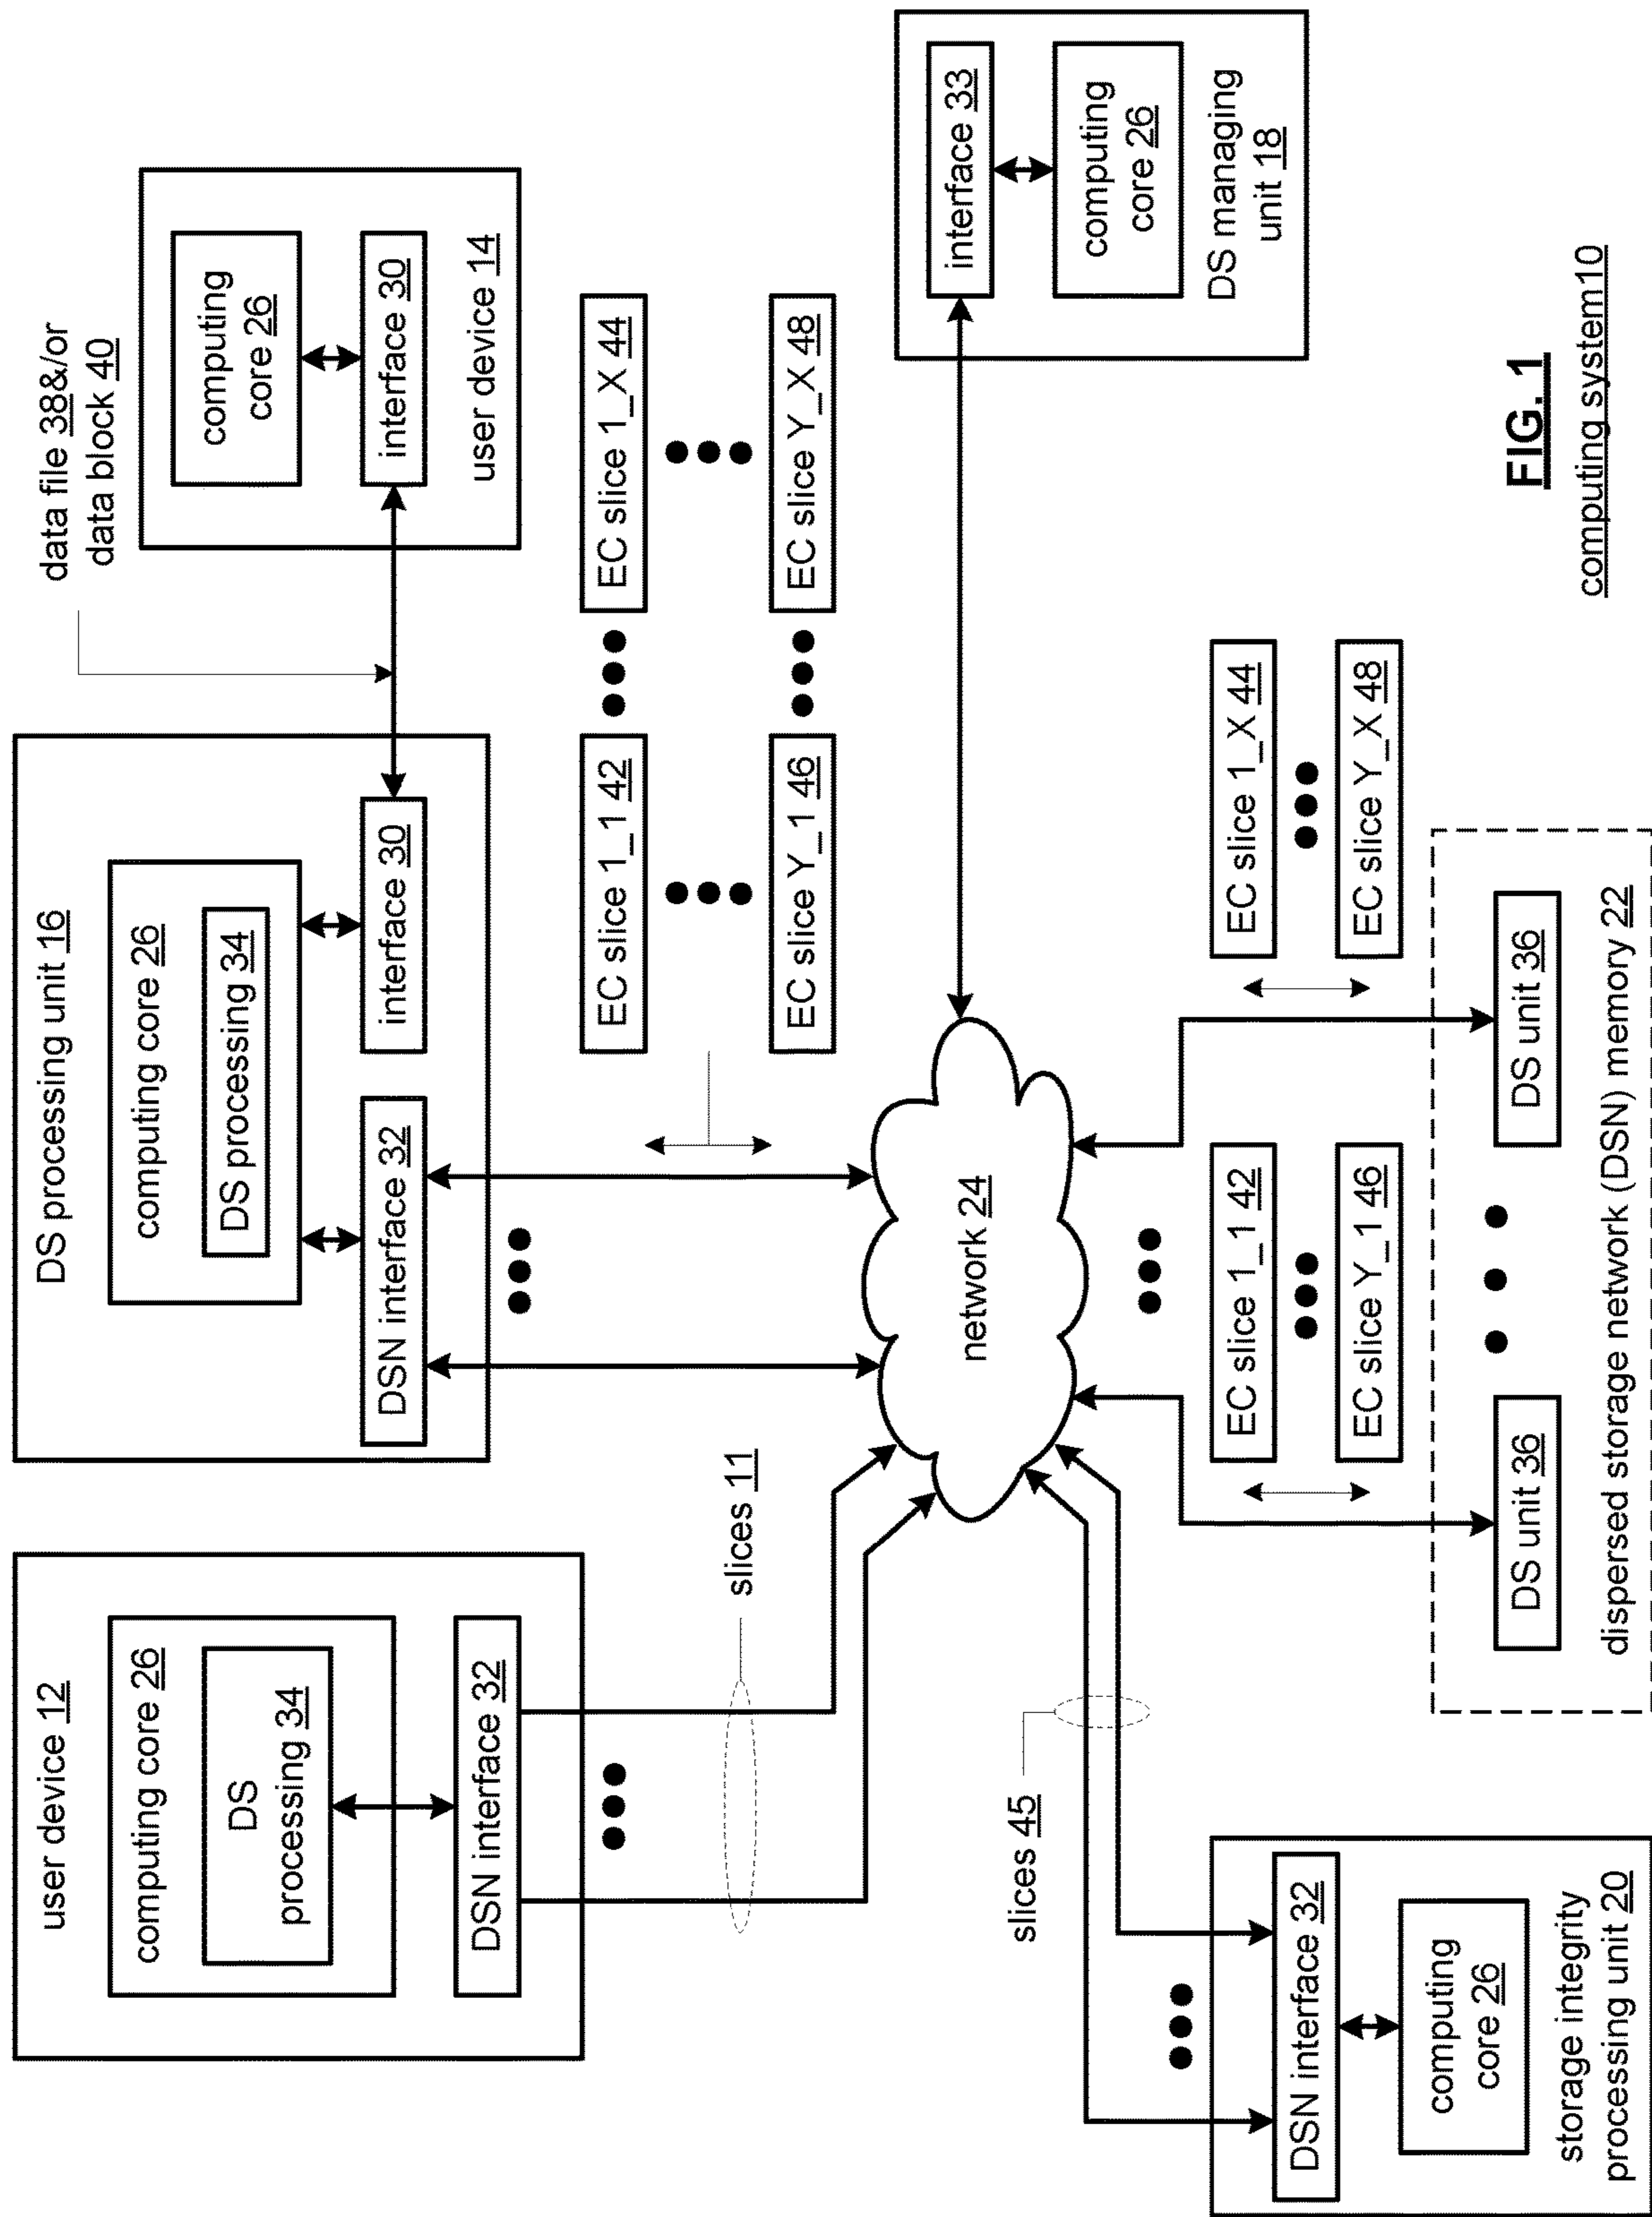 user device 12
computing core 26
DS
processing 34
DSN interface 32
slices 11
DS processing unit 16
computing core 26
DS processing 34
DSN interface 32
interface 30
data file 38&/or
data block 40
computing
core 26
interface 30
user device 14
EC slice 1_1 42
EC slice 1_X 44
EC slice Y_1 46
EC slice Y_X 48
network 24
interface 33
computing
core 26
DS managing
unit 18
slices 45
DSN interface 32
computing
core 26
storage integrity
processing unit 20
EC slice 1_1 42
EC slice Y_1 46
EC slice 1_X 44
EC slice Y_X 48
DS unit 36
DS unit 36
dispersed storage network (DSN) memory 22
FIG. 1
computing system10